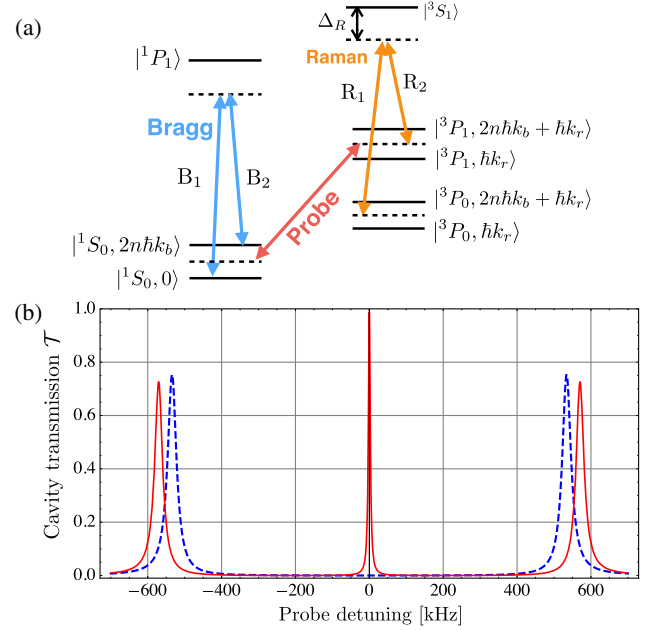 (a)
|³S₁⟩
Δ_R
|¹P₁⟩
Raman
R₁
R₂
Bragg
|³P₁, 2nħk_b + ħk_r⟩
|³P₁, ħk_r⟩
B₁
B₂
Probe
|³P₀, 2nħk_b + ħk_r⟩
|³P₀, ħk_r⟩
|¹S₀, 2nħk_b⟩
|¹S₀, 0⟩
(b)
1.0
0.8
0.6
0.4
0.2
0.0
Cavity transmission 𝒯
−600 −400 −200 0 200 400 600
Probe detuning [kHz]